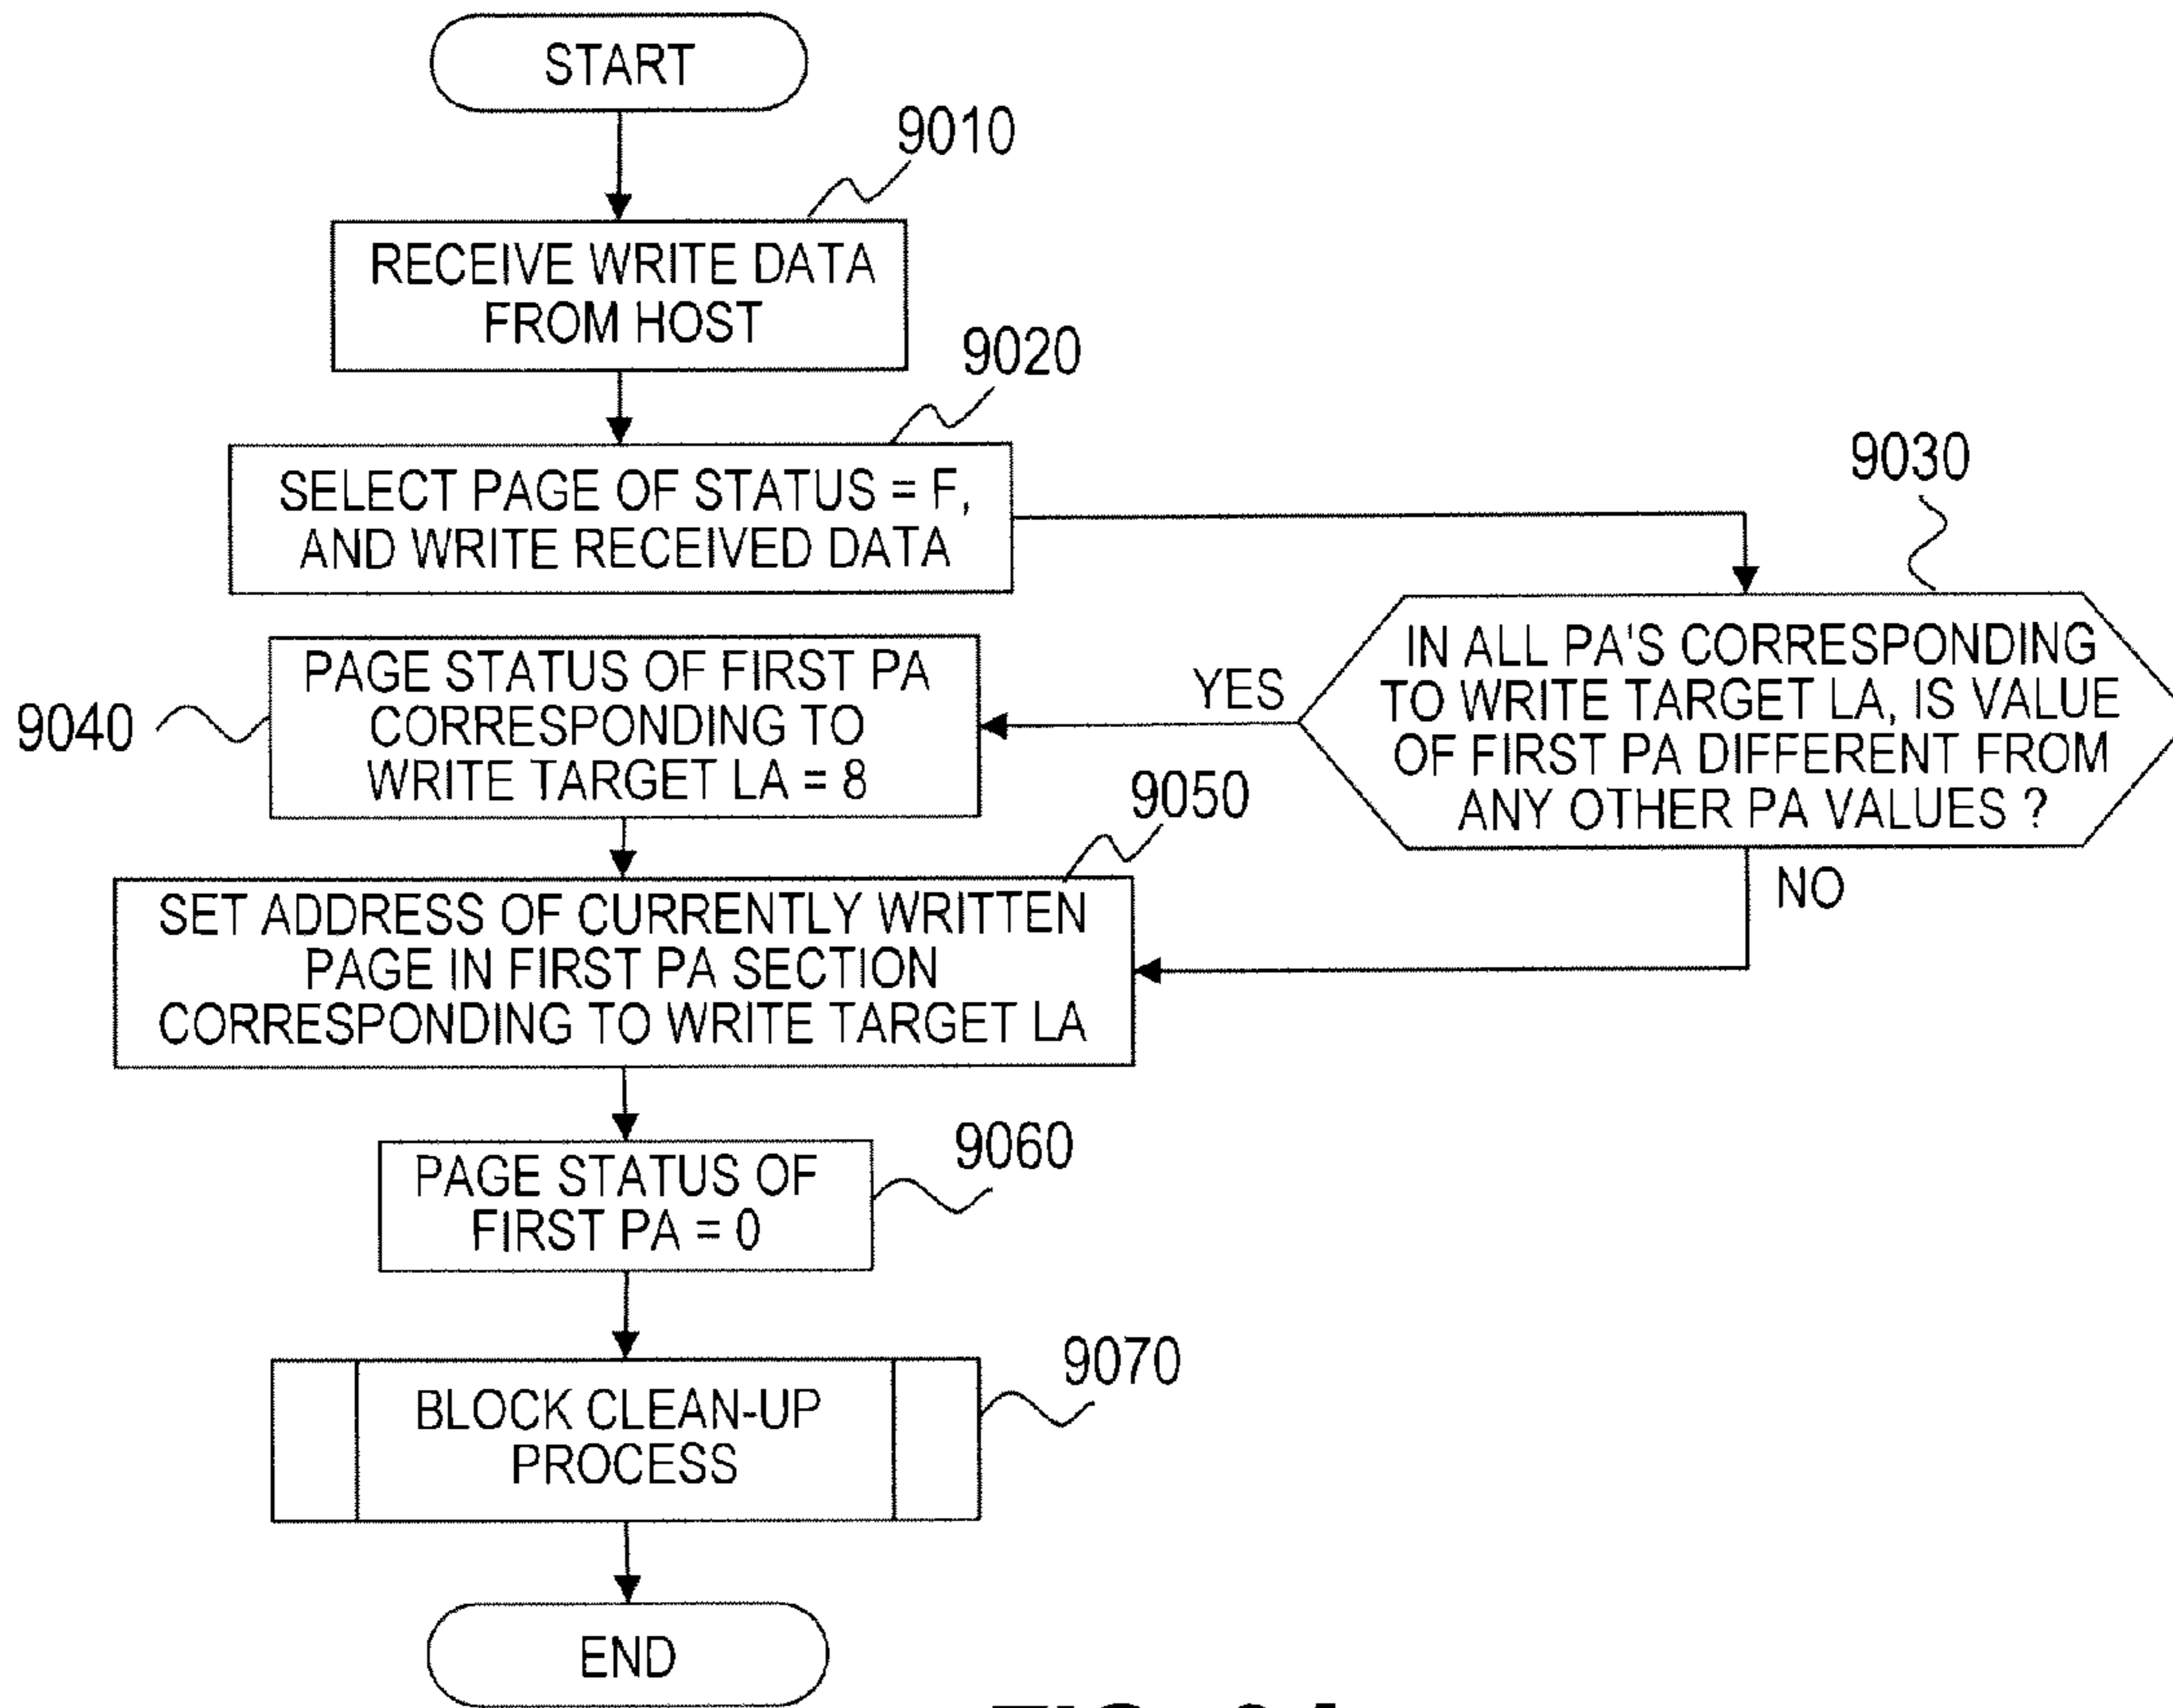 START
9010
RECEIVE WRITE DATA
FROM HOST
9020
SELECT PAGE OF STATUS = F,
AND WRITE RECEIVED DATA
9030
IN ALL PA'S CORRESPONDING
TO WRITE TARGET LA, IS VALUE
OF FIRST PA DIFFERENT FROM
ANY OTHER PA VALUES ?
YES
NO
9040
PAGE STATUS OF FIRST PA
CORRESPONDING TO
WRITE TARGET LA = 8
9050
SET ADDRESS OF CURRENTLY WRITTEN
PAGE IN FIRST PA SECTION
CORRESPONDING TO WRITE TARGET LA
9060
PAGE STATUS OF
FIRST PA = 0
9070
BLOCK CLEAN-UP
PROCESS
END